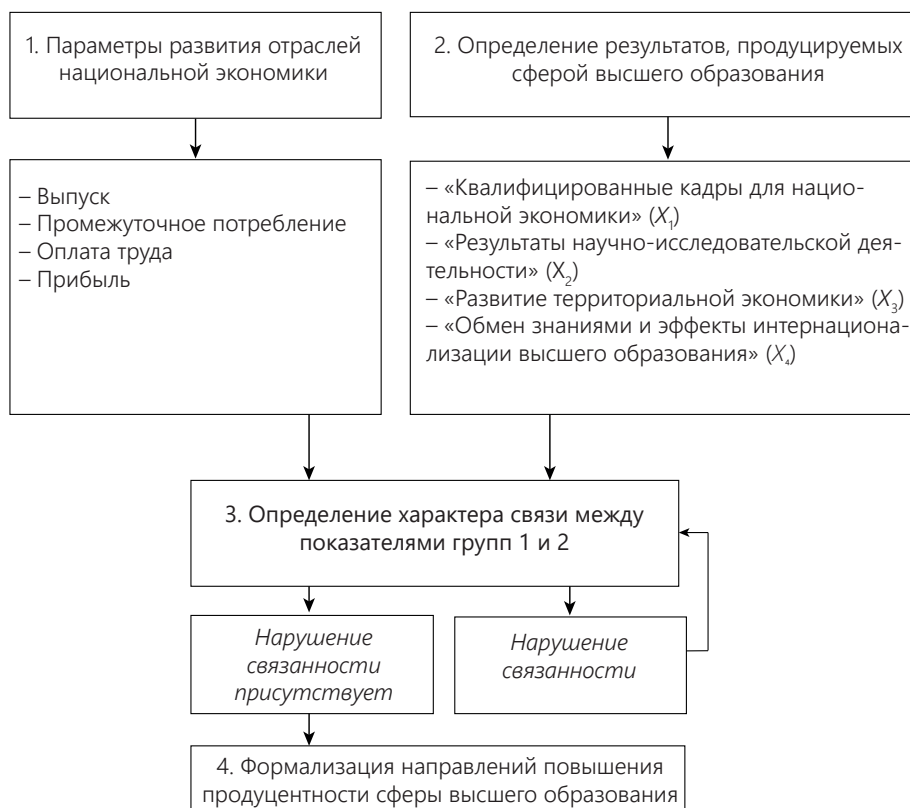 1. Параметры развития отраслей
национальной экономики
2. Определение результатов, продуцируемых
сферой высшего образования
– Выпуск
– Промежуточное потребление
– Оплата труда
– Прибыль
– «Квалифицированные кадры для нацио-
нальной экономики» (X₁)
– «Результаты научно-исследовательской дея-
тельности» (X₂)
– «Развитие территориальной экономики» (X₃)
– «Обмен знаниями и эффекты интернацио-
ализации высшего образования» (X₄)
3. Определение характера связи между
показателями групп 1 и 2
Нарушение
связанности
присутствует
Нарушение
связанности
4. Формализация направлений повышения
продуцентности сферы высшего образования